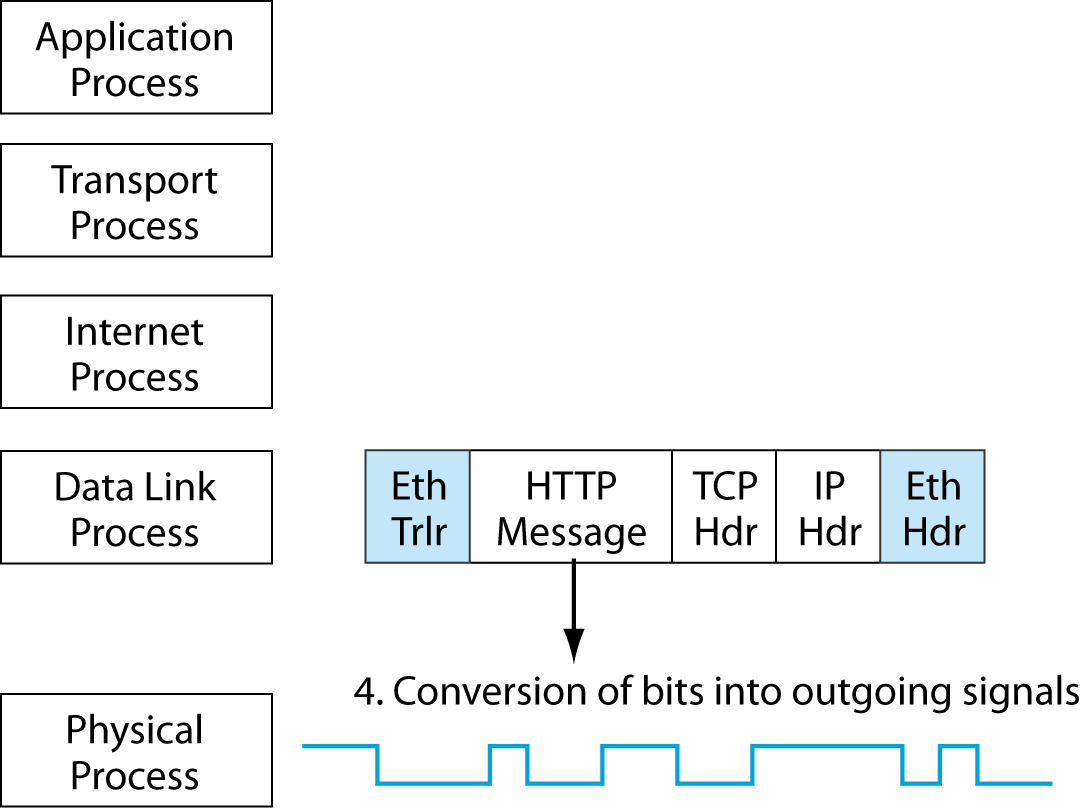 Application
Process
Transport
Process
Internet
Process
Data Link
Process
Eth
Trlr
HTTP
Message
TCP
Hdr
IP
Hdr
Eth
Hdr
4. Conversion of bits into outgoing signals
Physical
Process